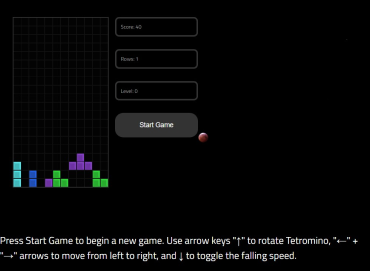 Score: 40
Rows: 1
Level: 0
Start Game
Press Start Game to begin a new game. Use arrow keys "↑" to rotate Tetromino, "←" +
"→" arrows to move from left to right, and ↓ to toggle the falling speed.